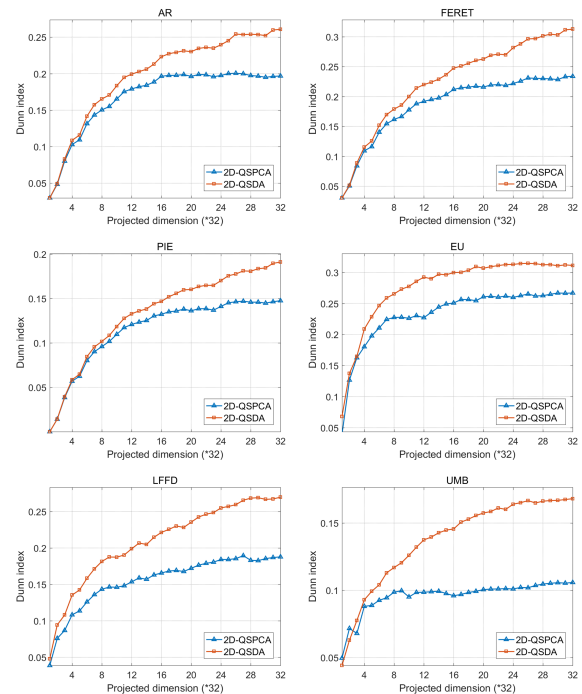 AR
Dunn index
0.25
0.2
0.15
0.1
0.05
4 8 12 16 20 24 28 32
Projected dimension (*32)
2D-QSPCA
2D-QSDA
FERET
Dunn index
0.3
0.25
0.2
0.15
0.1
0.05
4 8 12 16 20 24 28 32
Projected dimension (*32)
2D-QSPCA
2D-QSDA
PIE
Dunn index
0.2
0.15
0.1
0.05
4 8 12 16 20 24 28 32
Projected dimension (*32)
2D-QSPCA
2D-QSDA
EU
Dunn index
0.3
0.25
0.2
0.15
0.1
0.05
4 8 12 16 20 24 28 32
Projected dimension (*32)
2D-QSPCA
2D-QSDA
LFFD
Dunn index
0.25
0.2
0.15
0.1
0.05
4 8 12 16 20 24 28 32
Projected dimension (*32)
2D-QSPCA
2D-QSDA
UMB
Dunn index
0.15
0.1
0.05
4 8 12 16 20 24 28 32
Projected dimension (*32)
2D-QSPCA
2D-QSDA